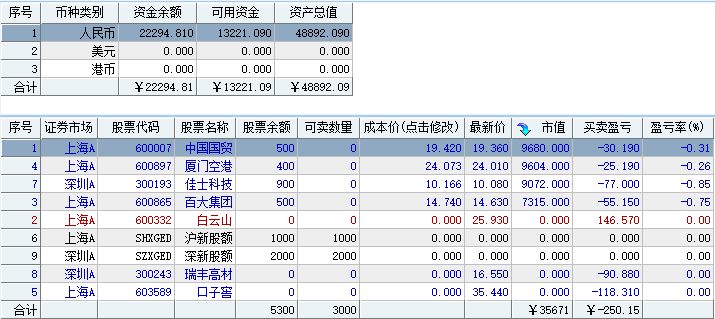 序号 币种类别 资金余额 可用资金 资产总值
1 人民币 22294.810 13221.090 48892.090
2 美元 0.000 0.000 0.000
3 港币 0.000 0.000 0.000
合计 ￥22294.81 ￥13221.09 ￥48892.09
序号 证券市场 股票代码 股票名称 股票余额 可卖数量 成本价(点击修改) 最新价 市值 买卖盈亏 盈亏率(%)
1 上海A 600007 中国国贸 500 0 19.420 19.360 9680.000 -30.190 -0.31
4 上海A 600897 厦门空港 400 0 24.073 24.010 9604.000 -25.190 -0.26
7 深圳A 300193 佳士科技 900 0 10.166 10.080 9072.000 -77.000 -0.85
3 上海A 600865 百大集团 500 0 14.740 14.630 7315.000 -55.150 -0.75
2 上海A 600332 白云山 0 0 0.000 25.930 0.000 146.570 0.00
6 上海A SHXGED 沪新股额 1000 1000 0.000 0.000 0.000 0.000 0.00
9 深圳A SZXGED 深新股额 2000 2000 0.000 0.000 0.000 0.000 0.00
8 深圳A 300243 瑞丰高材 0 0 0.000 16.550 0.000 -90.880 0.00
5 上海A 603589 口子窖 0 0 0.000 35.440 0.000 -118.310 0.00
合计 5300 3000 ￥35671 ￥-250.15